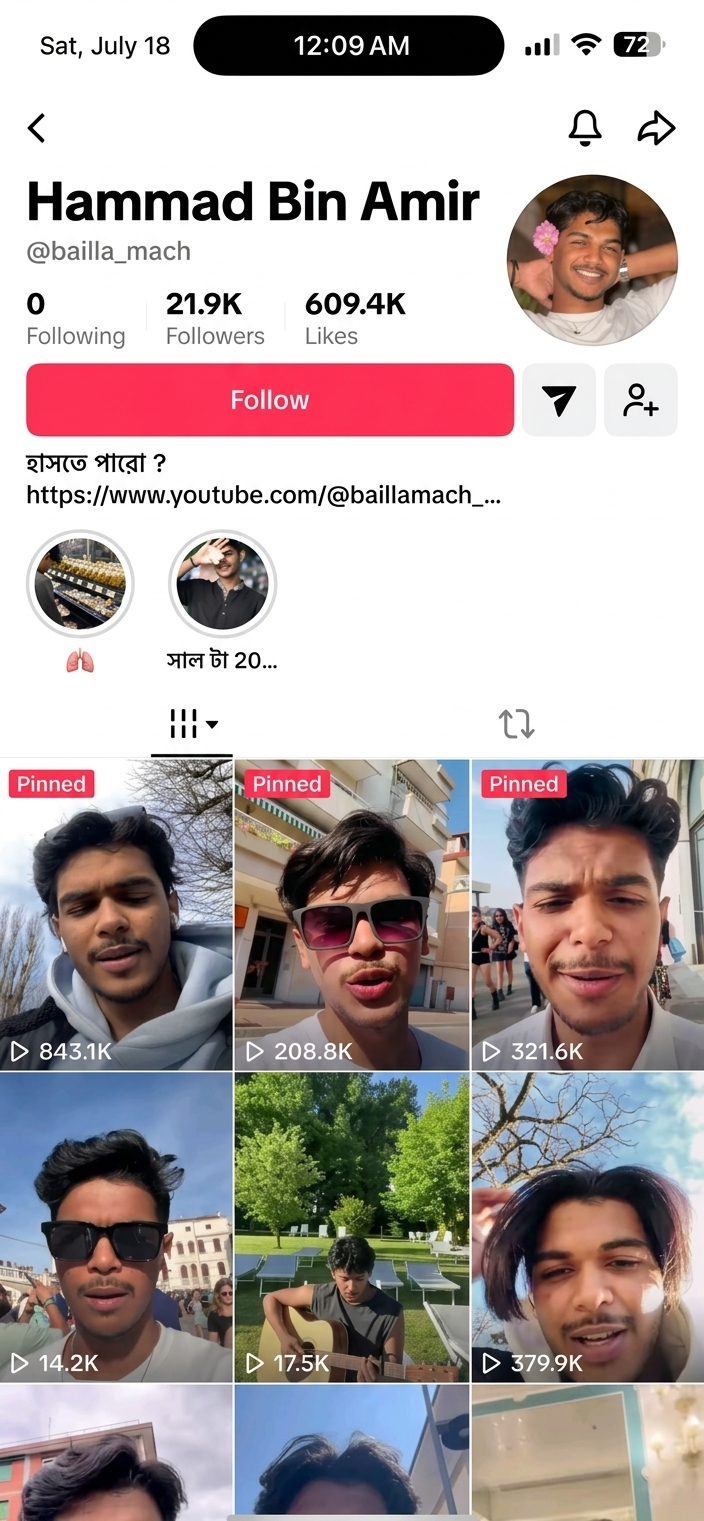 Sat, July 18
12:09 AM
72
Hammad Bin Amir
@bailla_mach
0
Following
21.9K
Followers
609.4K
Likes
Follow
হাসতে পারো ?
https://www.youtube.com/@baillamach_...
সাল টা 20...
Pinned
Pinned
Pinned
843.1K
208.8K
321.6K
14.2K
17.5K
379.9K